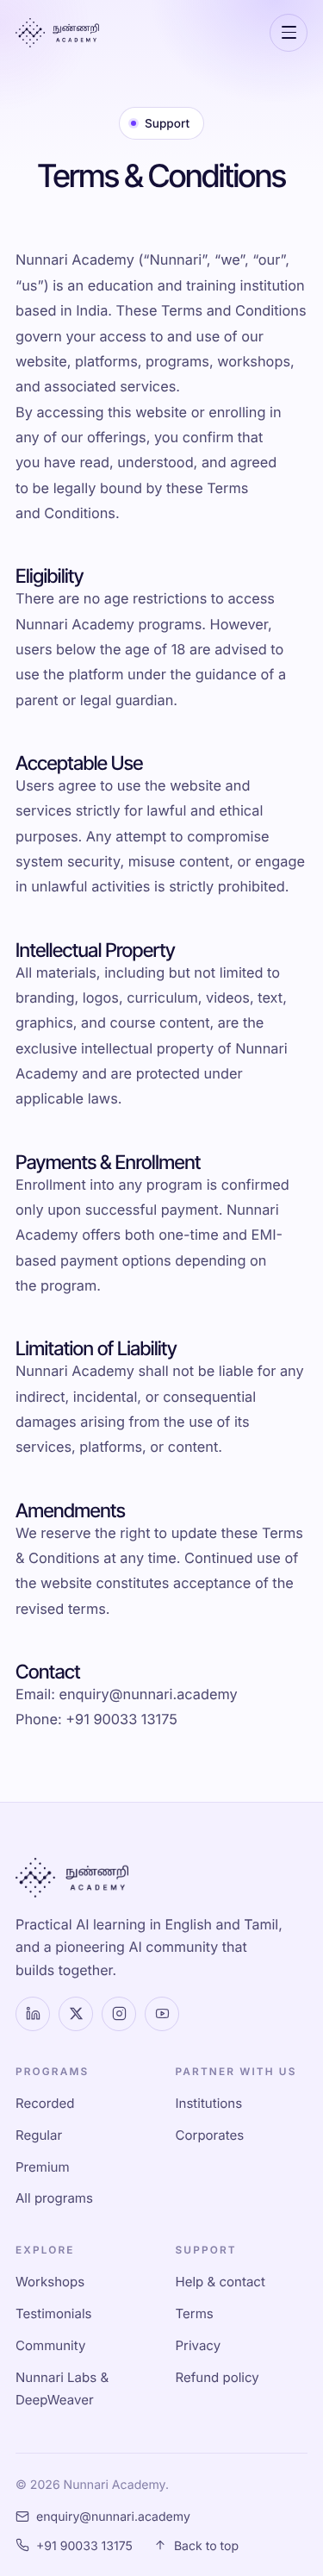 நுண்ணறி
ACADEMY
Support
Terms & Conditions
Nunnari Academy (“Nunnari”, “we”, “our”,
“us”) is an education and training institution
based in India. These Terms and Conditions
govern your access to and use of our
website, platforms, programs, workshops,
and associated services.
By accessing this website or enrolling in
any of our offerings, you confirm that
you have read, understood, and agreed
to be legally bound by these Terms
and Conditions.
Eligibility
There are no age restrictions to access
Nunnari Academy programs. However,
users below the age of 18 are advised to
use the platform under the guidance of a
parent or legal guardian.
Acceptable Use
Users agree to use the website and
services strictly for lawful and ethical
purposes. Any attempt to compromise
system security, misuse content, or engage
in unlawful activities is strictly prohibited.
Intellectual Property
All materials, including but not limited to
branding, logos, curriculum, videos, text,
graphics, and course content, are the
exclusive intellectual property of Nunnari
Academy and are protected under
applicable laws.
Payments & Enrollment
Enrollment into any program is confirmed
only upon successful payment. Nunnari
Academy offers both one-time and EMI-
based payment options depending on
the program.
Limitation of Liability
Nunnari Academy shall not be liable for any
indirect, incidental, or consequential
damages arising from the use of its
services, platforms, or content.
Amendments
We reserve the right to update these Terms
& Conditions at any time. Continued use of
the website constitutes acceptance of the
revised terms.
Contact
Email: enquiry@nunnari.academy
Phone: +91 90033 13175
நுண்ணறி
ACADEMY
Practical AI learning in English and Tamil,
and a pioneering AI community that
builds together.
PROGRAMS
Recorded
Regular
Premium
All programs
PARTNER WITH US
Institutions
Corporates
EXPLORE
Workshops
Testimonials
Community
Nunnari Labs &
DeepWeaver
SUPPORT
Help & contact
Terms
Privacy
Refund policy
© 2026 Nunnari Academy.
enquiry@nunnari.academy
+91 90033 13175
Back to top